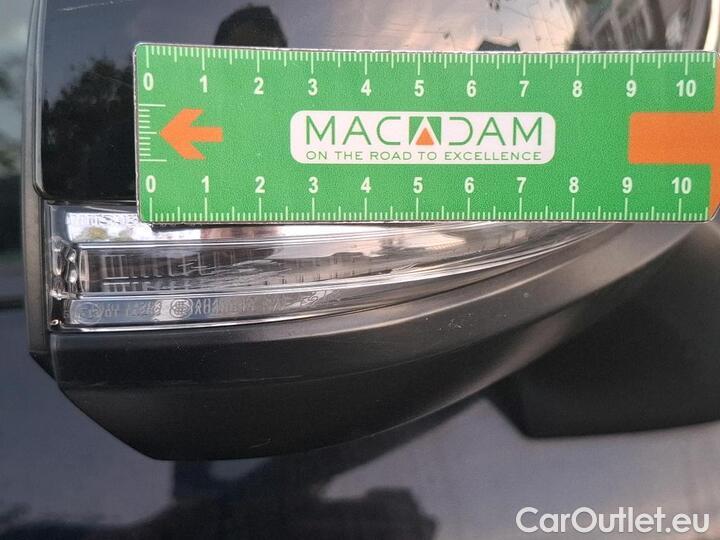 0 1 2 3 4 5 6 7 8 9 10
MACADAM
ON THE ROAD TO EXCELLENCE
0 1 2 3 4 5 6 7 8 9 10
CarOutlet.eu